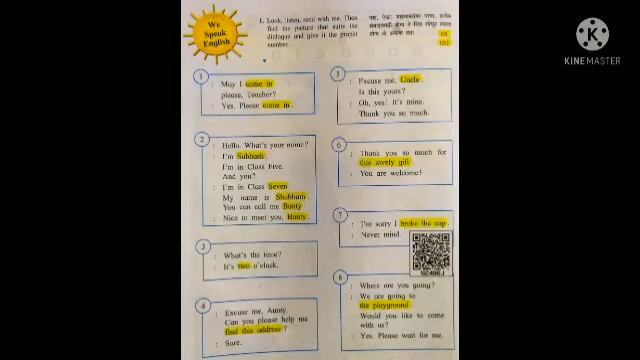 We
Speak
English
1. Look, listen, read with me. Then
find the picture that suits the
dialogue and give it the proper
number.
1
: May I come in
please, Teacher?
: Yes. Please come in.
2
: Hello. What's your name?
: I'm Subhash.
I'm in Class Five.
And you?
: I'm in Class Seven
My name is Shubham.
You can call me Bunty.
: Nice to meet you, Bunty.
3
: What's the time?
: It's two o'clock.
4
: Excuse me, Aunty.
Can you please help me
find this address?
: Sure.
5
: Excuse me, Uncle.
Is this yours?
: Oh, yes! It's mine.
Thank you so much.
6
: Thank you so much for
this lovely gift.
: You are welcome!
7
: I'm sorry I broke the cup.
: Never mind.
8
: Where are you going?
: We are going to
the playground.
Would you like to come
with us?
: Yes. Please wait for me.
K
KINEMASTER